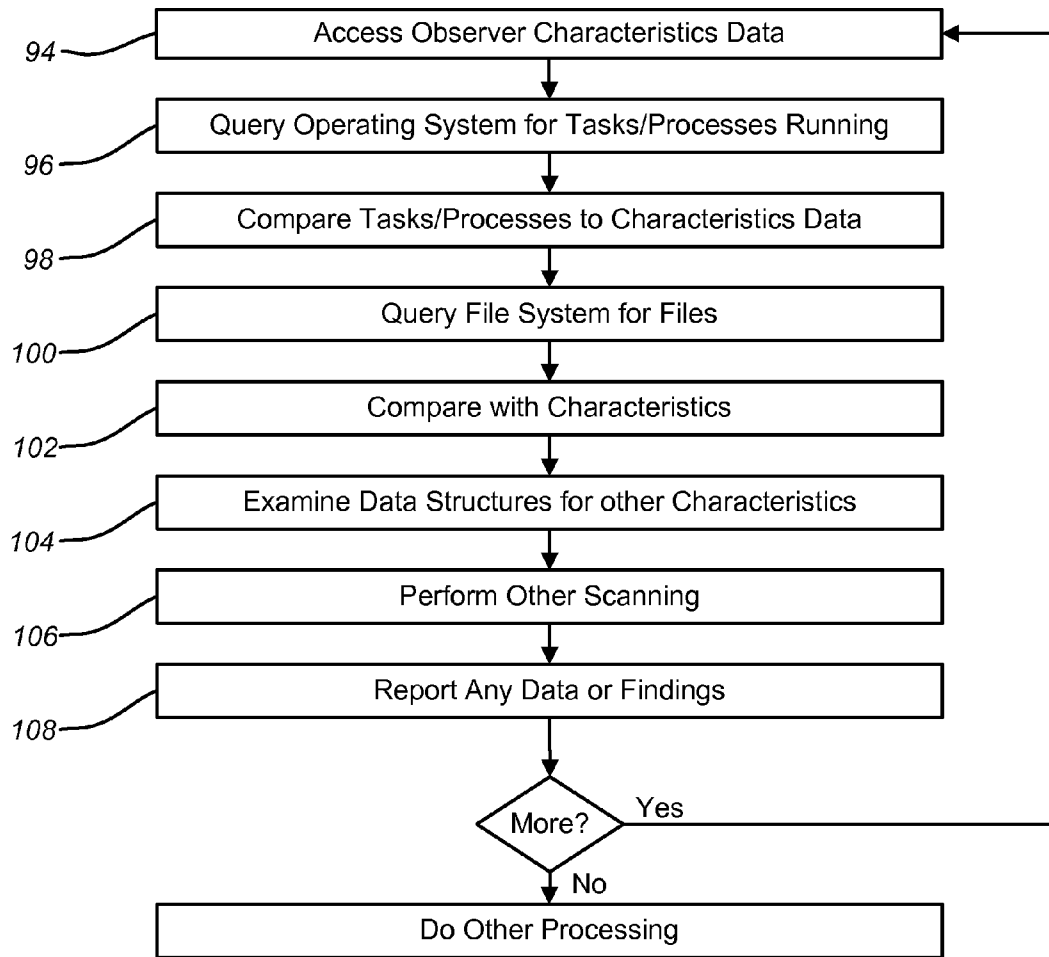 Access Observer Characteristics Data
94
Query Operating System for Tasks/Processes Running
96
Compare Tasks/Processes to Characteristics Data
98
Query File System for Files
100
Compare with Characteristics
102
Examine Data Structures for other Characteristics
104
Perform Other Scanning
106
Report Any Data or Findings
108
More?
Yes
No
Do Other Processing